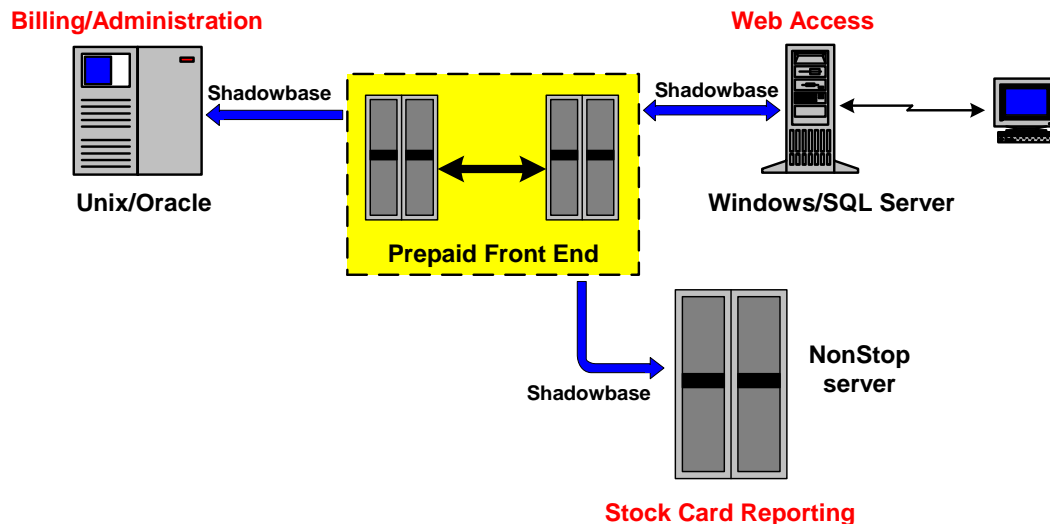 Billing/Administration
Web Access
Shadowbase
Shadowbase
Unix/Oracle
Windows/SQL Server
Prepaid Front End
NonStop
server
Shadowbase
Stock Card Reporting